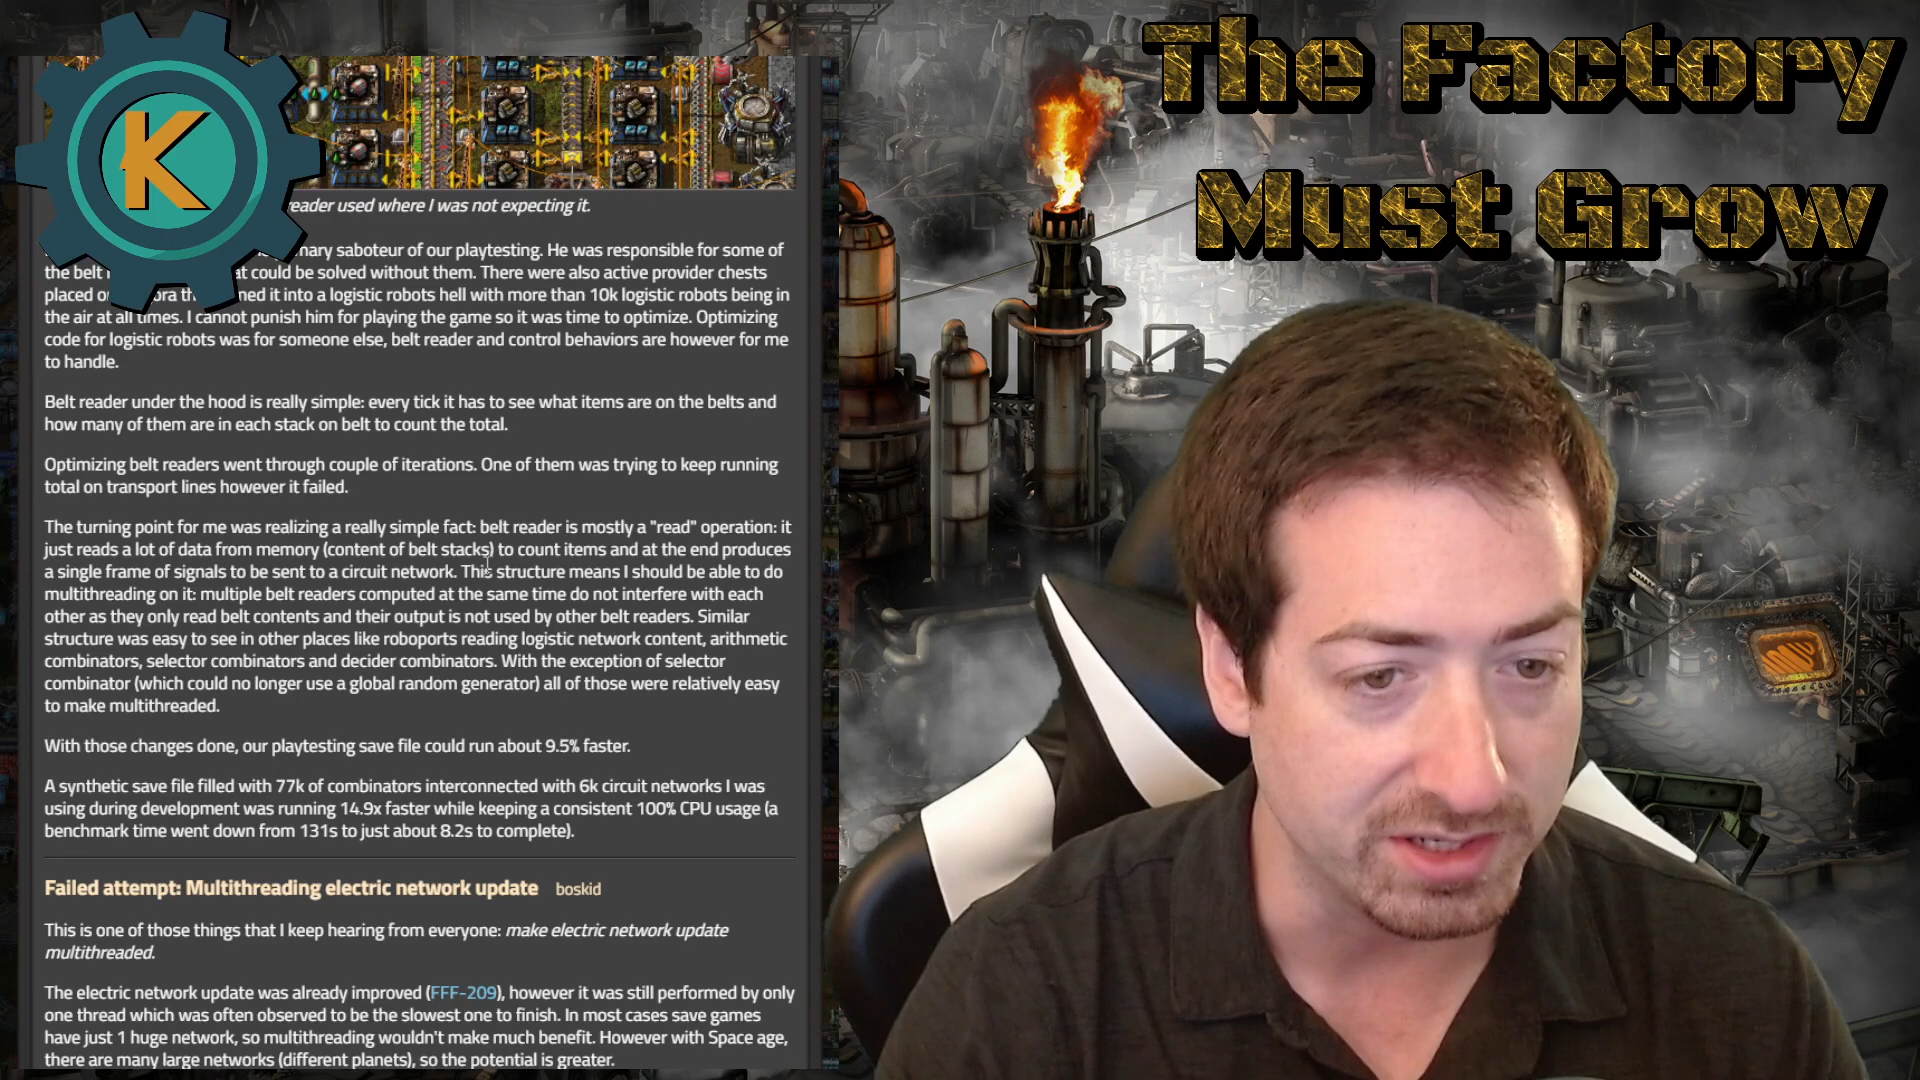 The Factory
Must Grow
K
reader used where I was not expecting it.
mary saboteur of our playtesting. He was responsible for some of
the belt at could be solved without them. There were also active provider chests
placed on ora th ned it into a logistic robots hell with more than 10k logistic robots being in
the air at all times. I cannot punish him for playing the game so it was time to optimize. Optimizing
code for logistic robots was for someone else, belt reader and control behaviors are however for me
to handle.
Belt reader under the hood is really simple: every tick it has to see what items are on the belts and
how many of them are in each stack on belt to count the total.
Optimizing belt readers went through couple of iterations. One of them was trying to keep running
total on transport lines however it failed.
The turning point for me was realizing a really simple fact: belt reader is mostly a "read" operation: it
just reads a lot of data from memory (content of belt stacks) to count items and at the end produces
a single frame of signals to be sent to a circuit network. This structure means I should be able to do
multithreading on it: multiple belt readers computed at the same time do not interfere with each
other as they only read belt contents and their output is not used by other belt readers. Similar
structure was easy to see in other places like roboports reading logistic network content, arithmetic
combinators, selector combinators and decider combinators. With the exception of selector
combinator (which could no longer use a global random generator) all of those were relatively easy
to make multithreaded.
With those changes done, our playtesting save file could run about 9.5% faster.
A synthetic save file filled with 77k of combinators interconnected with 6k circuit networks I was
using during development was running 14.9x faster while keeping a consistent 100% CPU usage (a
benchmark time went down from 131s to just about 8.2s to complete).
Failed attempt: Multithreading electric network update boskid
This is one of those things that I keep hearing from everyone: make electric network update
multithreaded.
The electric network update was already improved (FFF-209), however it was still performed by only
one thread which was often observed to be the slowest one to finish. In most cases save games
have just 1 huge network, so multithreading wouldn't make much benefit. However with Space age,
there are many large networks (different planets), so the potential is greater.